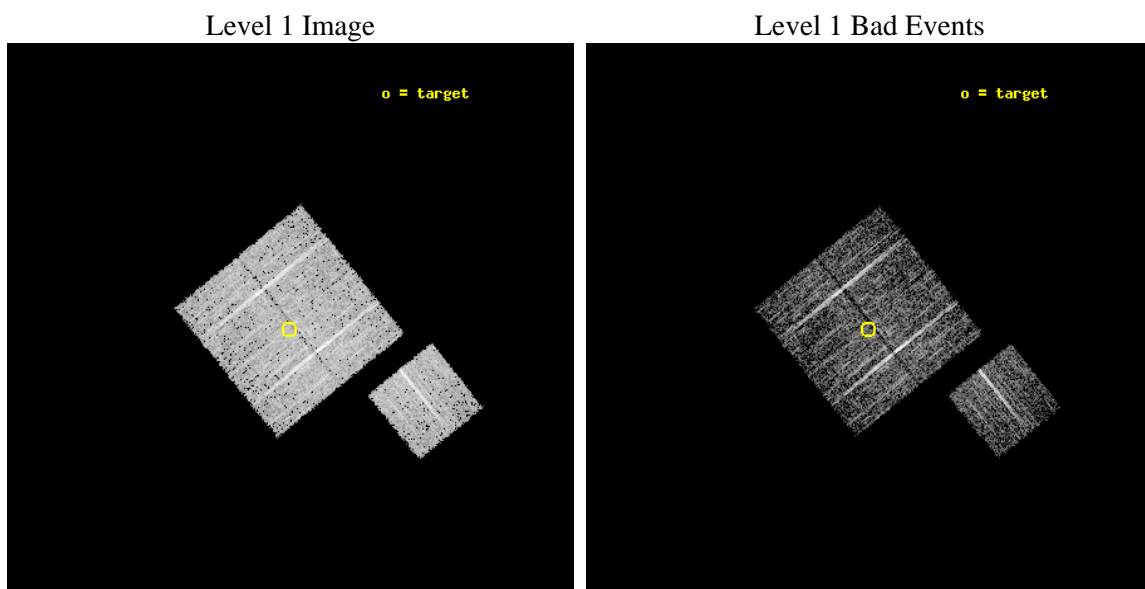 Level 1 Image
Level 1 Bad Events
o = target
o = target